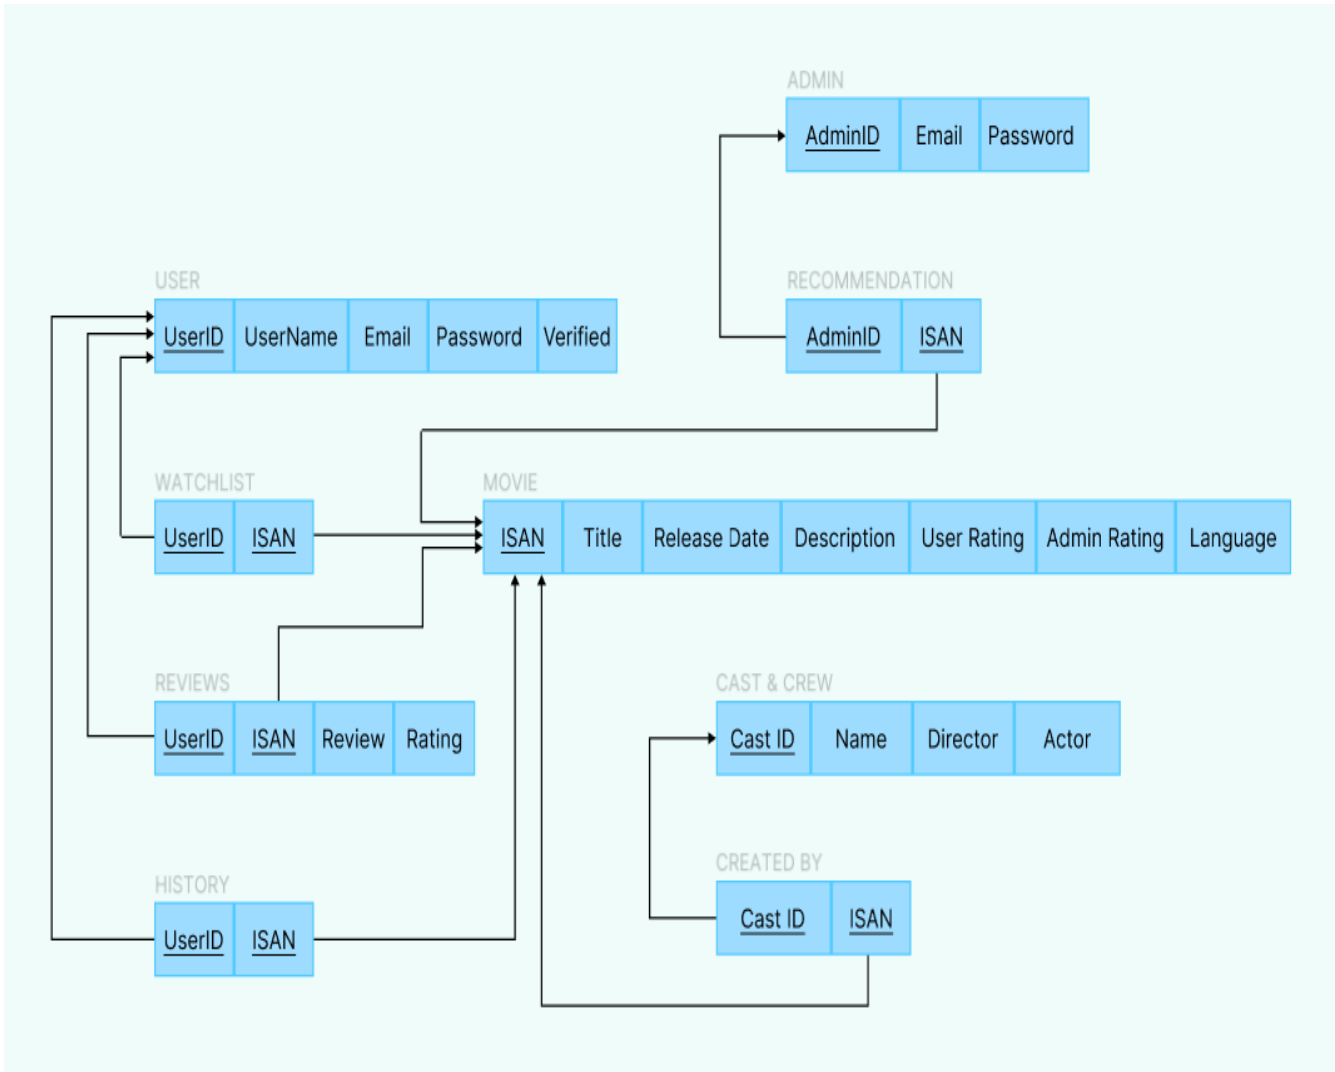 ADMIN
AdminID Email Password
USER
UserID UserName Email Password Verified
RECOMMENDATION
AdminID ISAN
WATCHLIST
UserID ISAN
MOVIE
ISAN Title Release Date Description User Rating Admin Rating Language
REVIEWS
UserID ISAN Review Rating
CAST & CREW
Cast ID Name Director Actor
CREATED BY
Cast ID ISAN
HISTORY
UserID ISAN